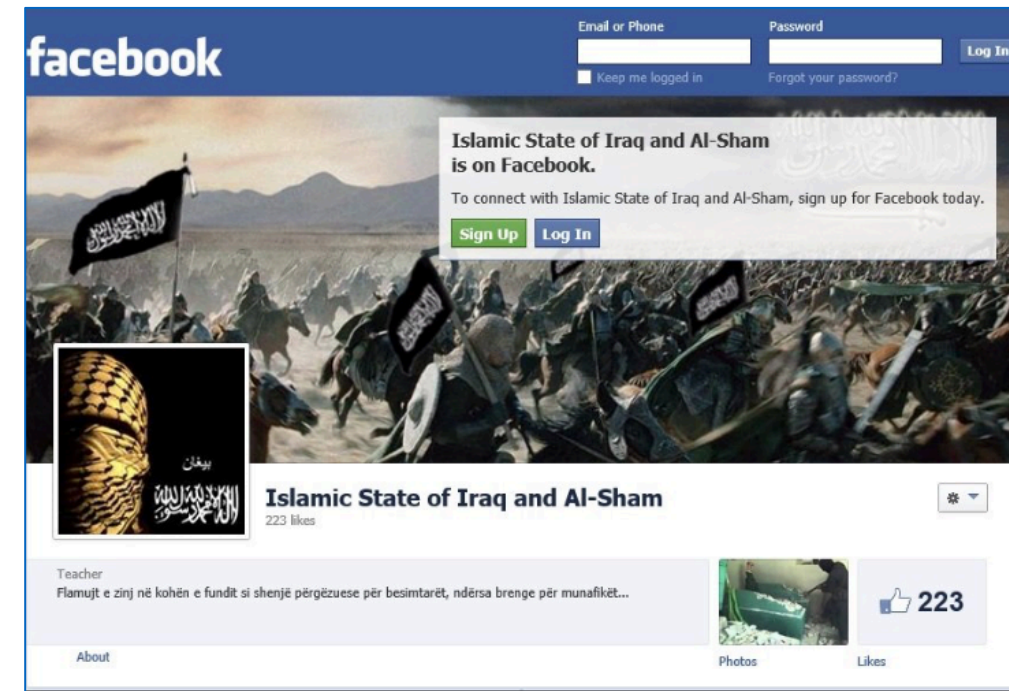 Email or Phone
Password
facebook
Log In
Keep me logged in
Forgot your password?
Islamic State of Iraq and Al-Sham
is on Facebook.
To connect with Islamic State of Iraq and Al-Sham, sign up for Facebook today.
Sign Up
Log In
بيغان
Islamic State of Iraq and Al-Sham
223 likes
Teacher
Flamujt e zinj në kohën e fundit si shenjë përgëzuese për besimtarët, ndërsa brenge për munafikët...
223
About
Photos
Likes